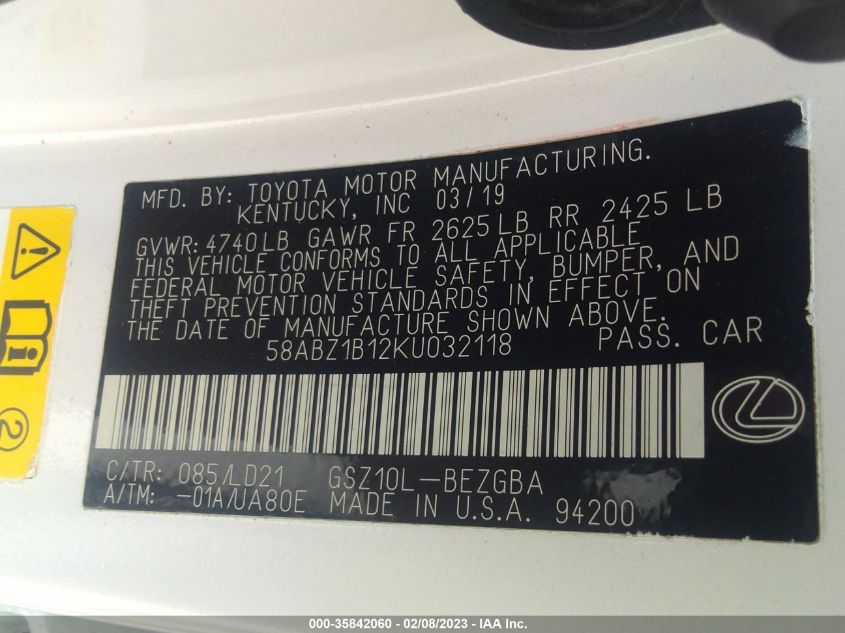 MFD. BY: TOYOTA MOTOR MANUFACTURING.
KENTUCKY, INC 03/19
GVWR: 4740LB GAWR FR 2625 LB RR 2425 LB
THIS VEHICLE CONFORMS TO ALL APPLICABLE
FEDERAL MOTOR VEHICLE SAFETY, BUMPER, AND
THEFT PREVENTION STANDARDS IN EFFECT ON
THE DATE OF MANUFACTURE SHOWN ABOVE.
58ABZ1B12KU032118 PASS. CAR
C/TR: 085/LD21 GSZ10L-BEZGBA
A/TM: -01A/UA80E MADE IN U.S.A. 94200
2
000-35842060 - 02/08/2023 - IAA Inc.